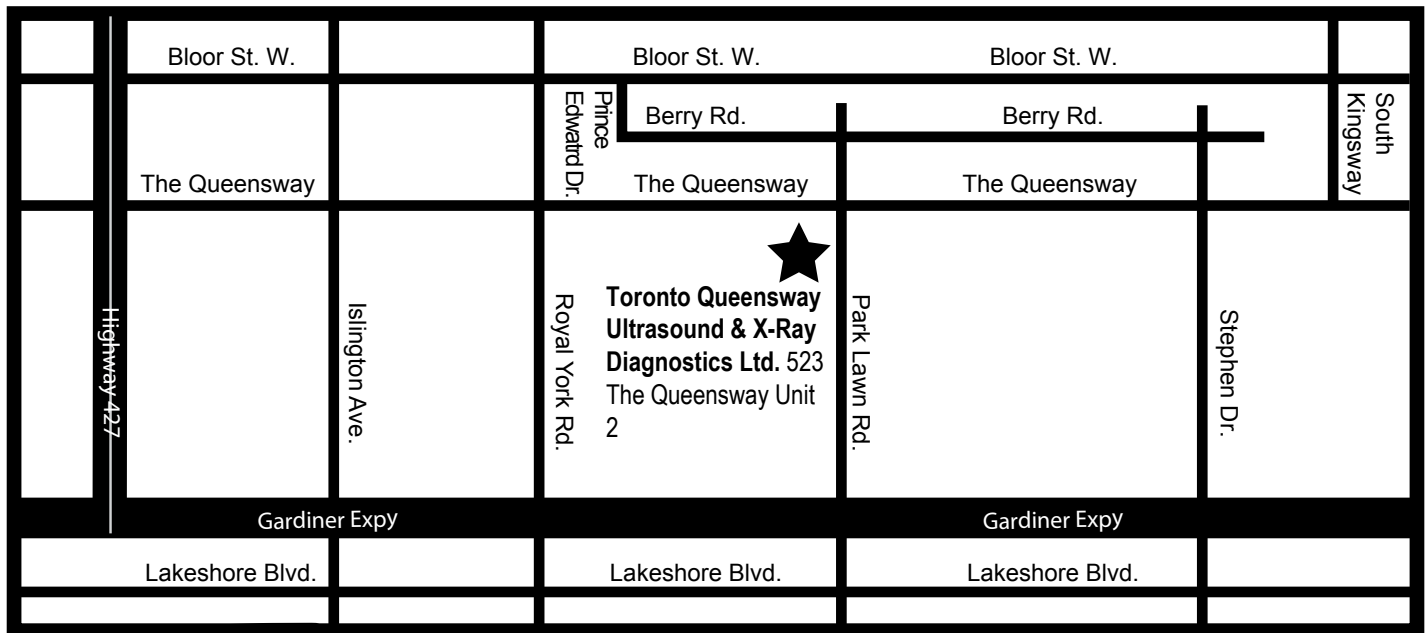 Bloor St. W.
Bloor St. W.
Bloor St. W.
Prince
Edwatrd Dr.
Berry Rd.
Berry Rd.
South
Kingsway
The Queensway
The Queensway
The Queensway
Highway 427
Islington Ave.
Royal York Rd.
Toronto Queensway
Ultrasound & X-Ray
Diagnostics Ltd. 523
The Queensway Unit
2
Park Lawn Rd.
Stephen Dr.
Gardiner Expy
Gardiner Expy
Lakeshore Blvd.
Lakeshore Blvd.
Lakeshore Blvd.